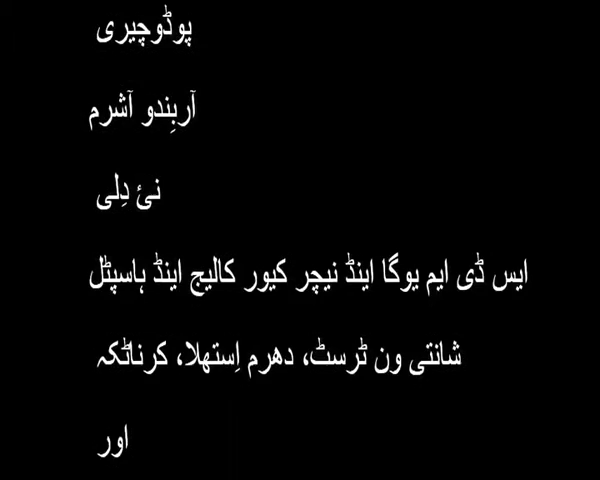 پوڈوچیری
آربِندو آشرم
نئ دِلی
ایس ڈی ایم یوگا اینڈ نیچر کیور کالیج اینڈ ہاسپٹل
شانتی ون ٹرسٹ، دھرم اِستھلا، کرناٹکہ
اور